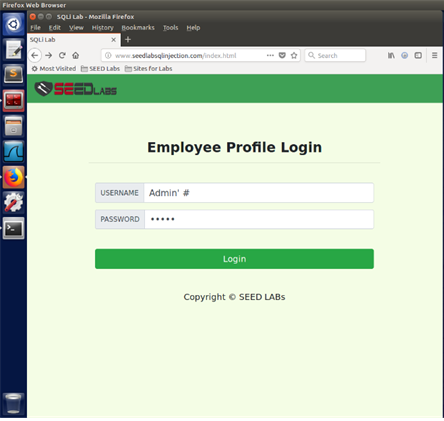 Firefox Web Browser
SQLi Lab - Mozilla Firefox
File Edit View History Bookmarks Tools Help
SQLi Lab
www.seedlabsqlinjection.com/index.html
Search
Most Visited SEED Labs Sites for Labs
SEEDLABS
Employee Profile Login
USERNAME Admin' #
PASSWORD •••••
Login
Copyright © SEED LABs